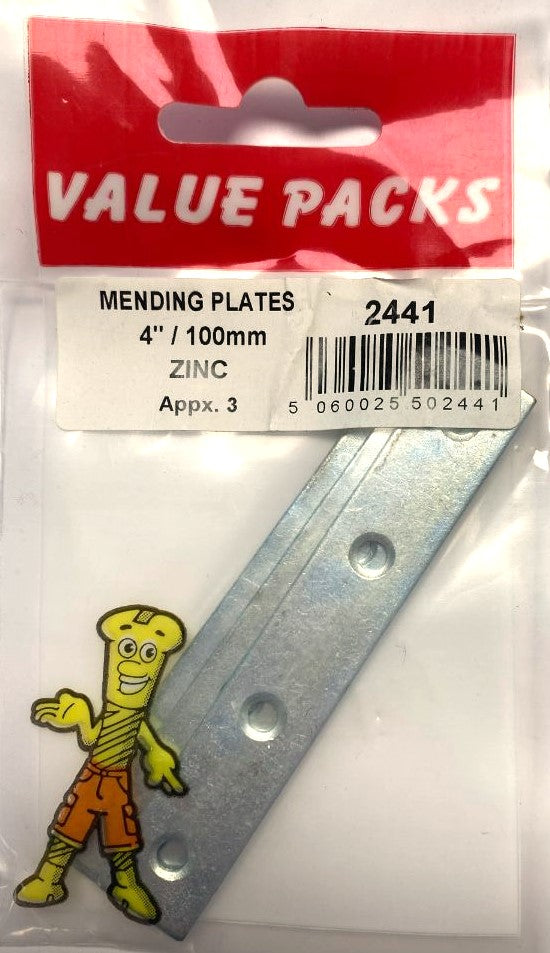 VALUE PACKS
MENDING PLATES
4" / 100mm
ZINC
Appx. 3
2441
5 060025 502441